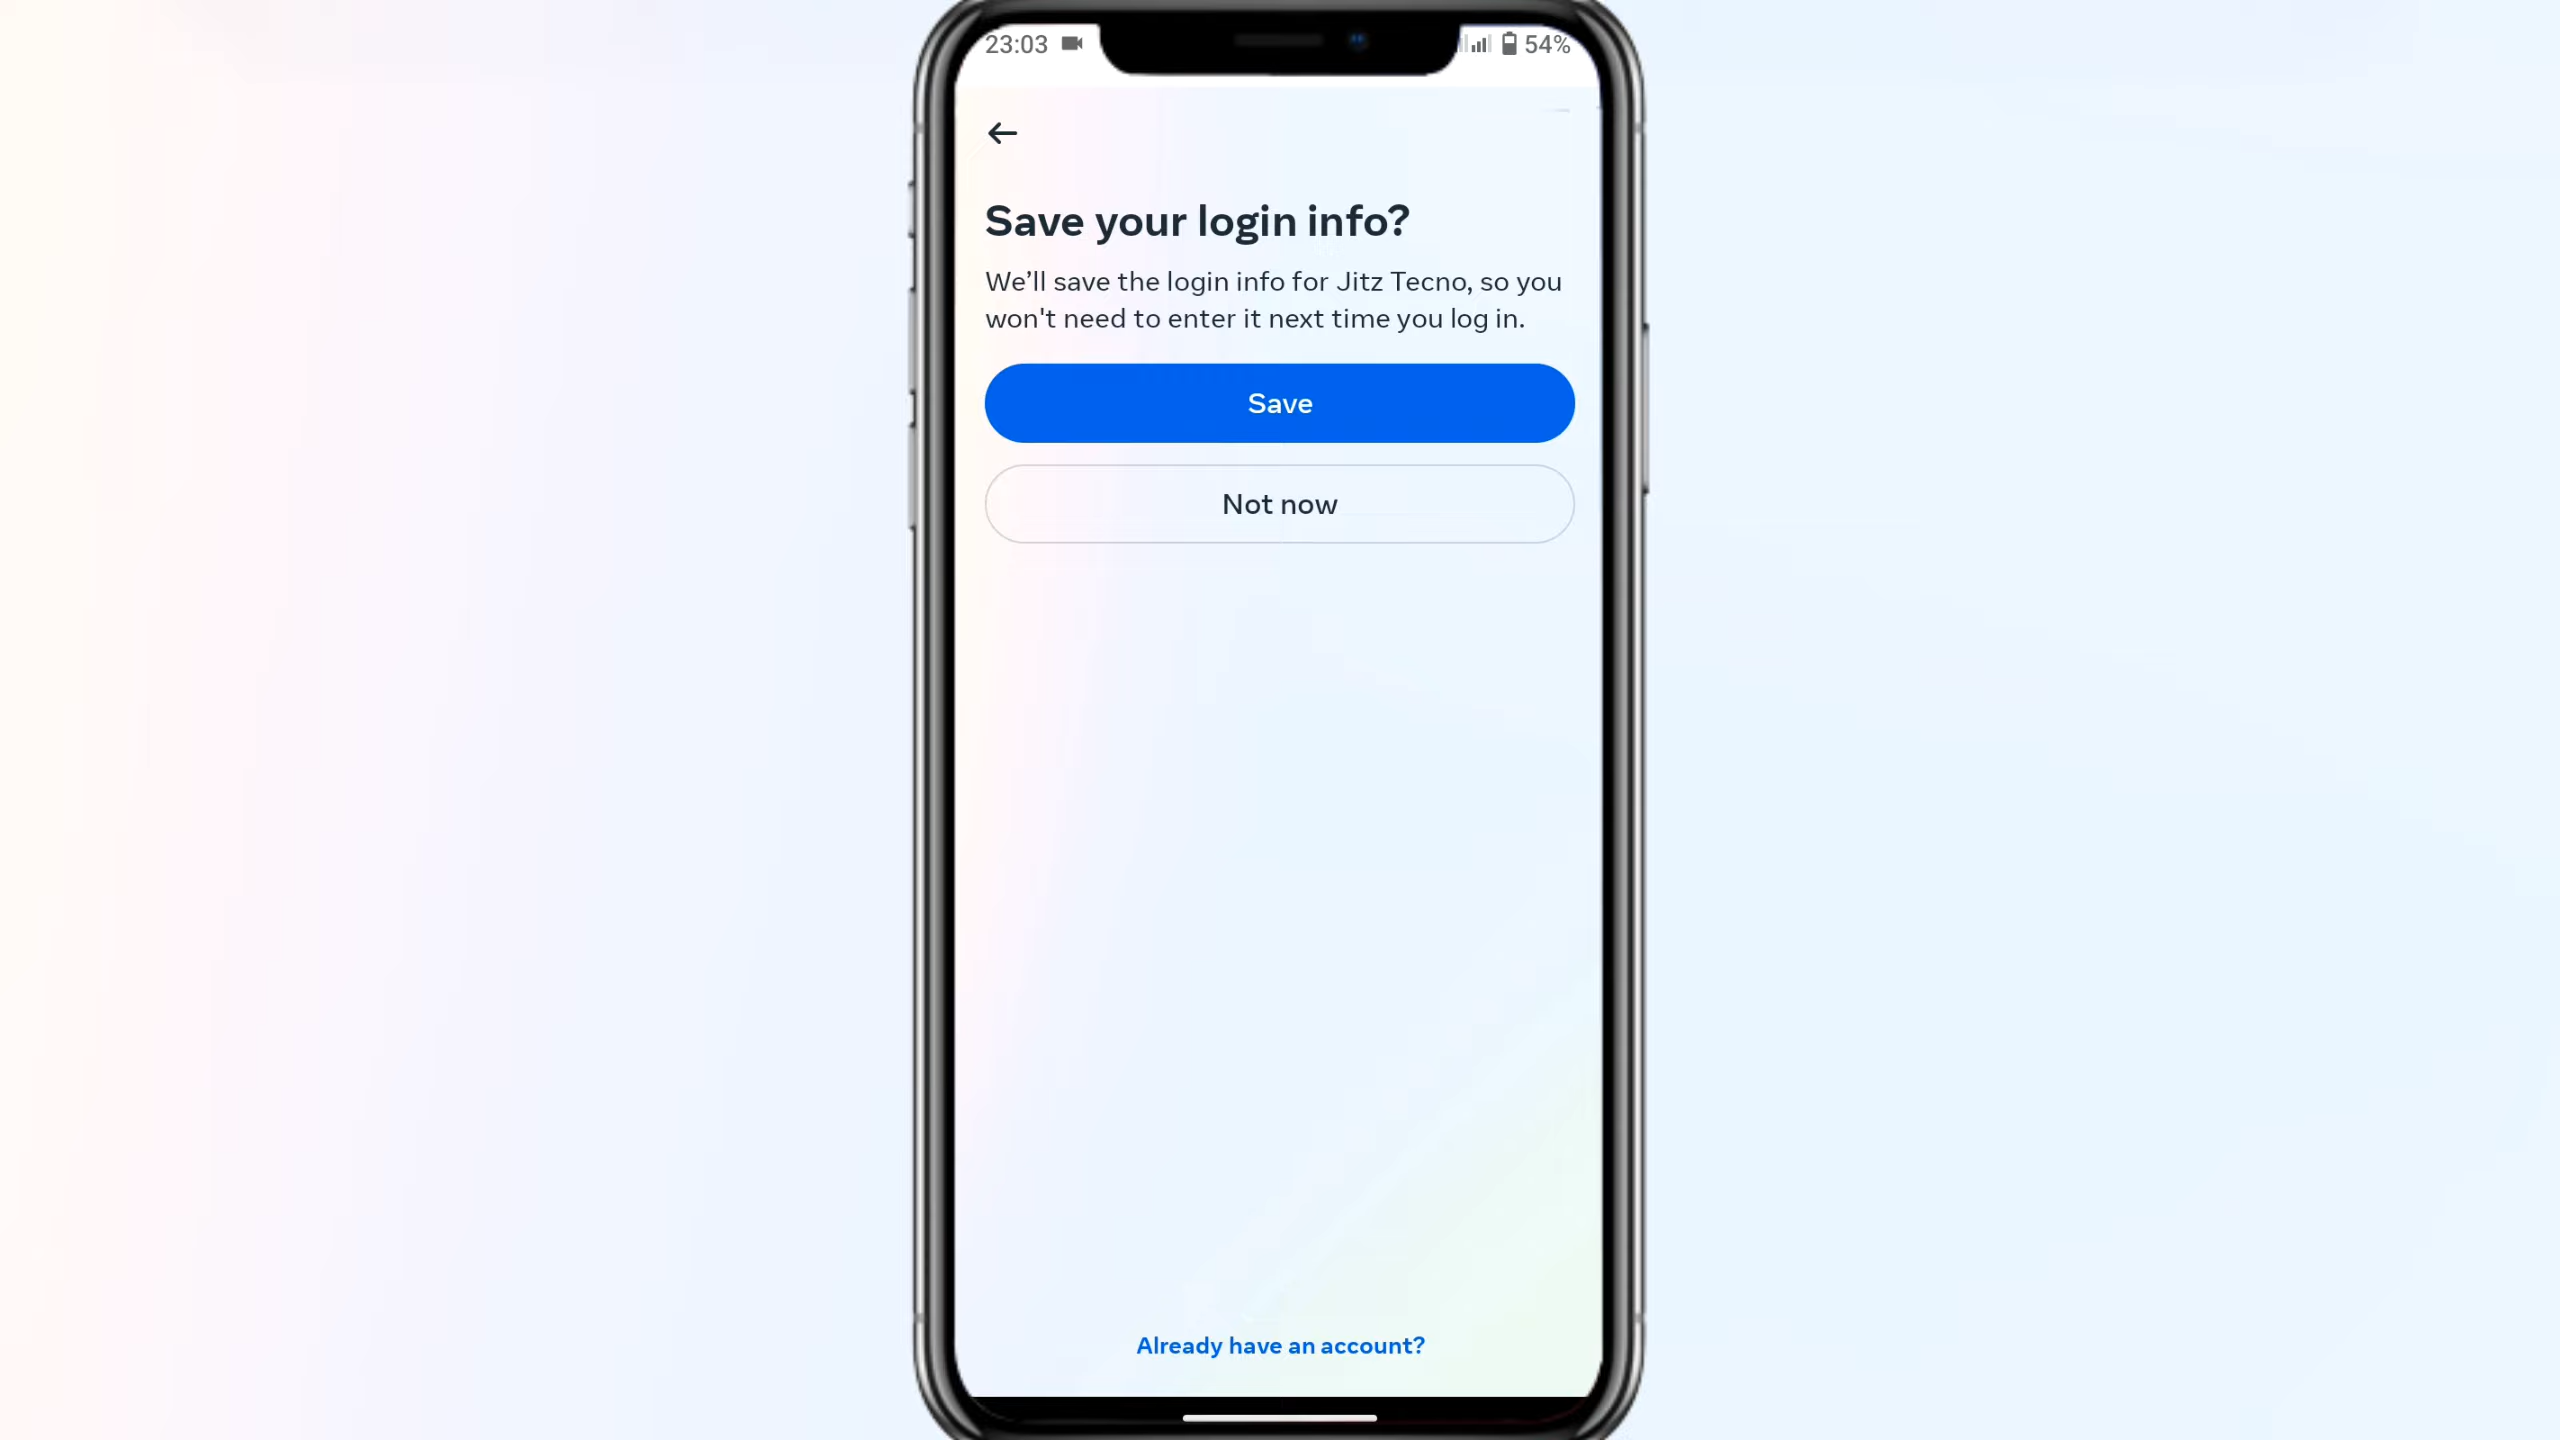 23:03
54%
Save your login info?
We’ll save the login info for Jitz Tecno, so you
won't need to enter it next time you log in.
Save
Not now
Already have an account?